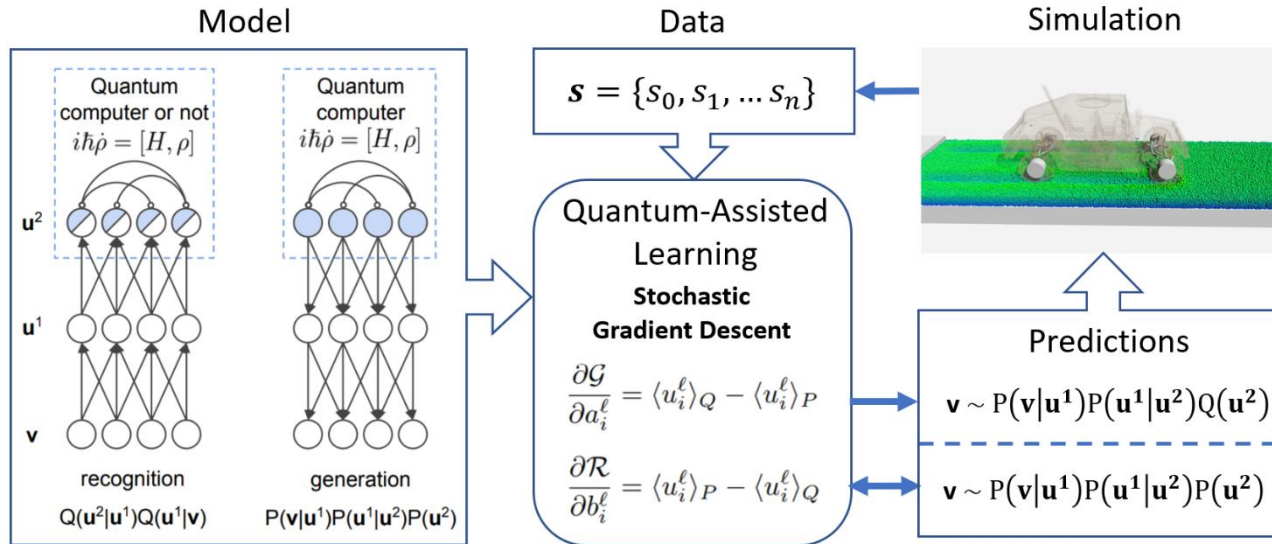 Model
Quantum
computer or not
iħρ̇ = [H, ρ]
Quantum
computer
iħρ̇ = [H, ρ]
u²
u¹
v
recognition
Q(u²|u¹)Q(u¹|v)
generation
P(v|u¹)P(u¹|u²)P(u²)
Data
s = {s₀, s₁, … sₙ}
Quantum-Assisted
Learning
Stochastic
Gradient Descent
∂𝒢/∂aᵢˡ = ⟨uᵢˡ⟩_Q − ⟨uᵢˡ⟩_P
∂ℛ/∂bᵢˡ = ⟨uᵢˡ⟩_P − ⟨uᵢˡ⟩_Q
Simulation
Predictions
v ~ P(v|u¹)P(u¹|u²)Q(u²)
v ~ P(v|u¹)P(u¹|u²)P(u²)